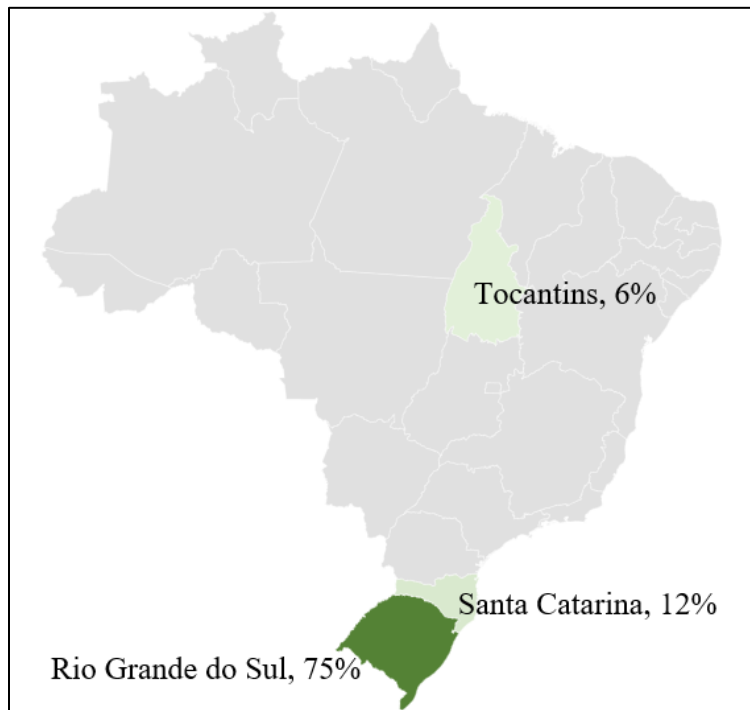 Tocantins, 6%
Santa Catarina, 12%
Rio Grande do Sul, 75%